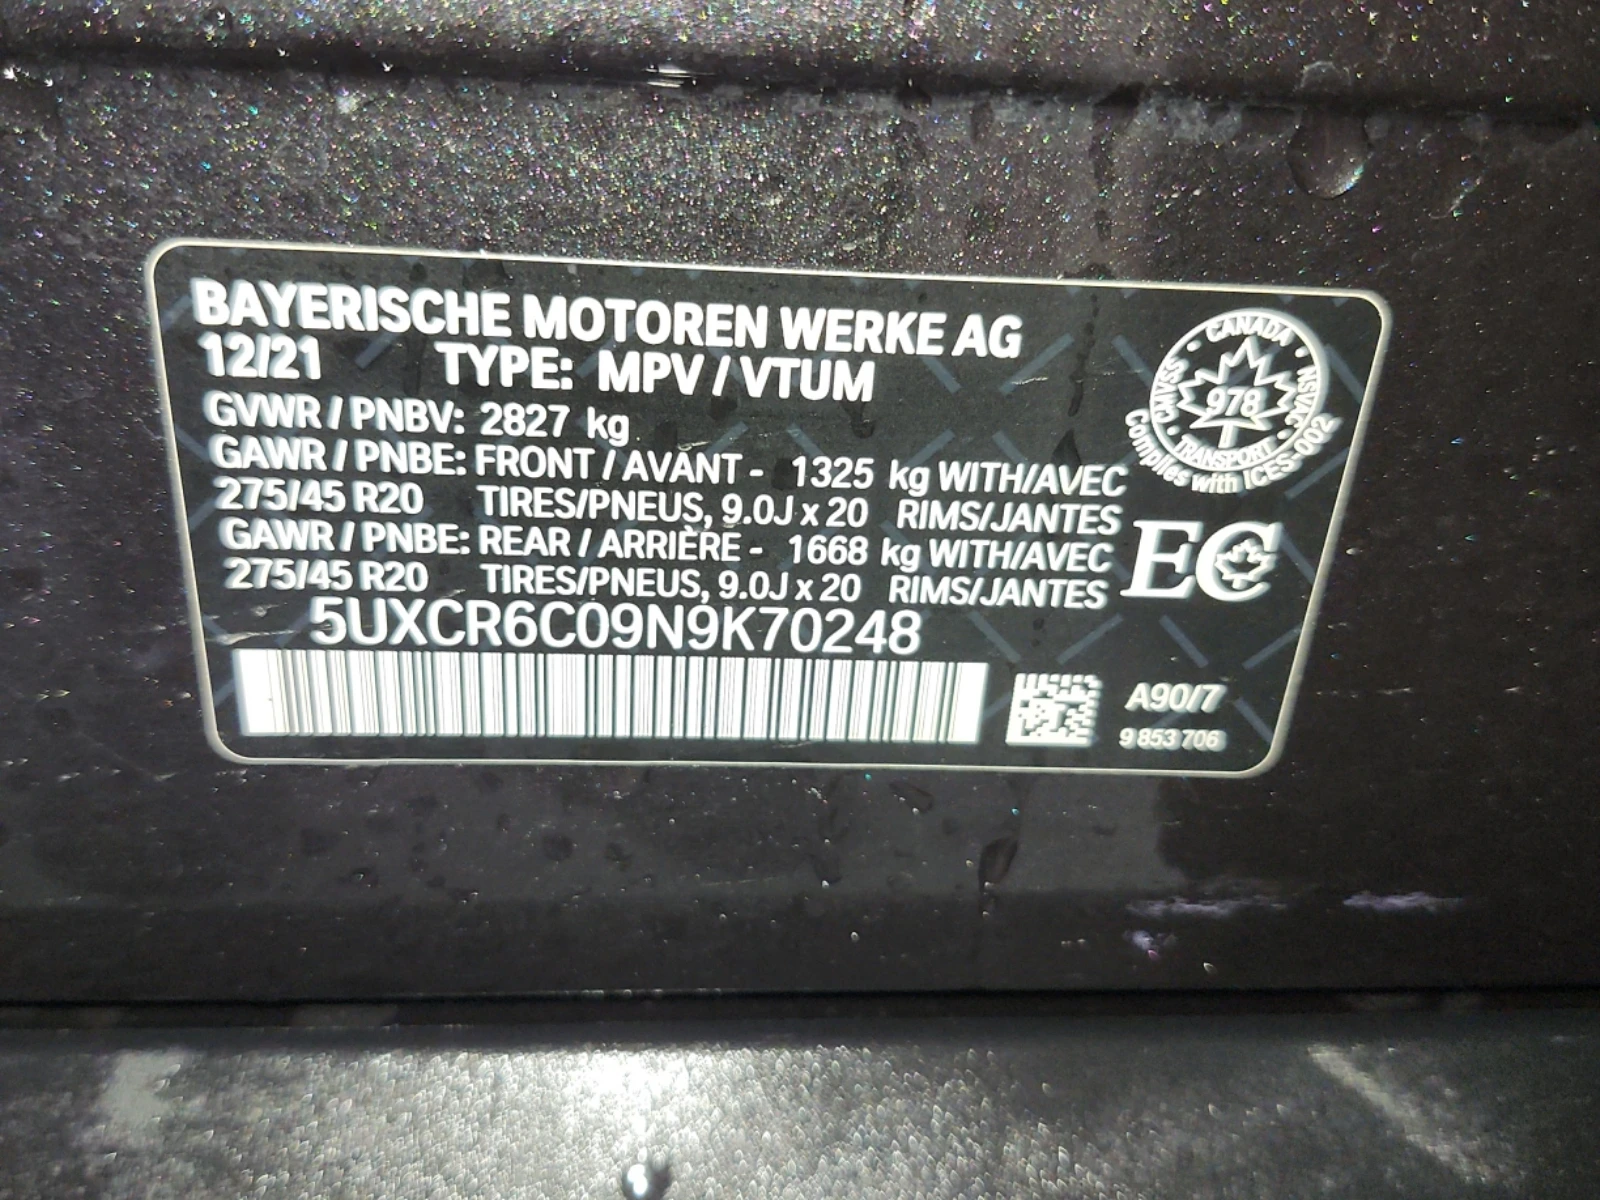 BAYERISCHE MOTOREN WERKE AG
12/21 TYPE: MPV / VTUM
GVWR / PNBV: 2827 kg
GAWR / PNBE: FRONT / AVANT - 1325 kg WITH/AVEC
275/45 R20 TIRES/PNEUS, 9.0J x 20 RIMS/JANTES
GAWR / PNBE: REAR / ARRIÈRE - 1668 kg WITH/AVEC
275/45 R20 TIRES/PNEUS, 9.0J x 20 RIMS/JANTES
5UXCR6C09N9K70248
CANADA
CMVSS • NSVAC
978
TRANSPORT
Complies with ICES-002
EC
A90/7
9 853 706